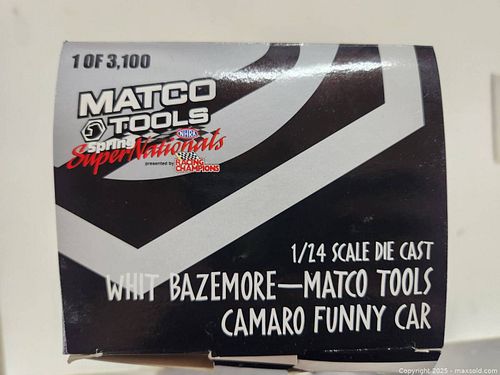 1 OF 3,100
MATCO
TOOLS
spring
NHRA
SuperNationals
presented by
RACING
CHAMPIONS
1/24 SCALE DIE CAST
WHIT BAZEMORE—MATCO TOOLS
CAMARO FUNNY CAR
Copyright © 2025 - maxsold.com